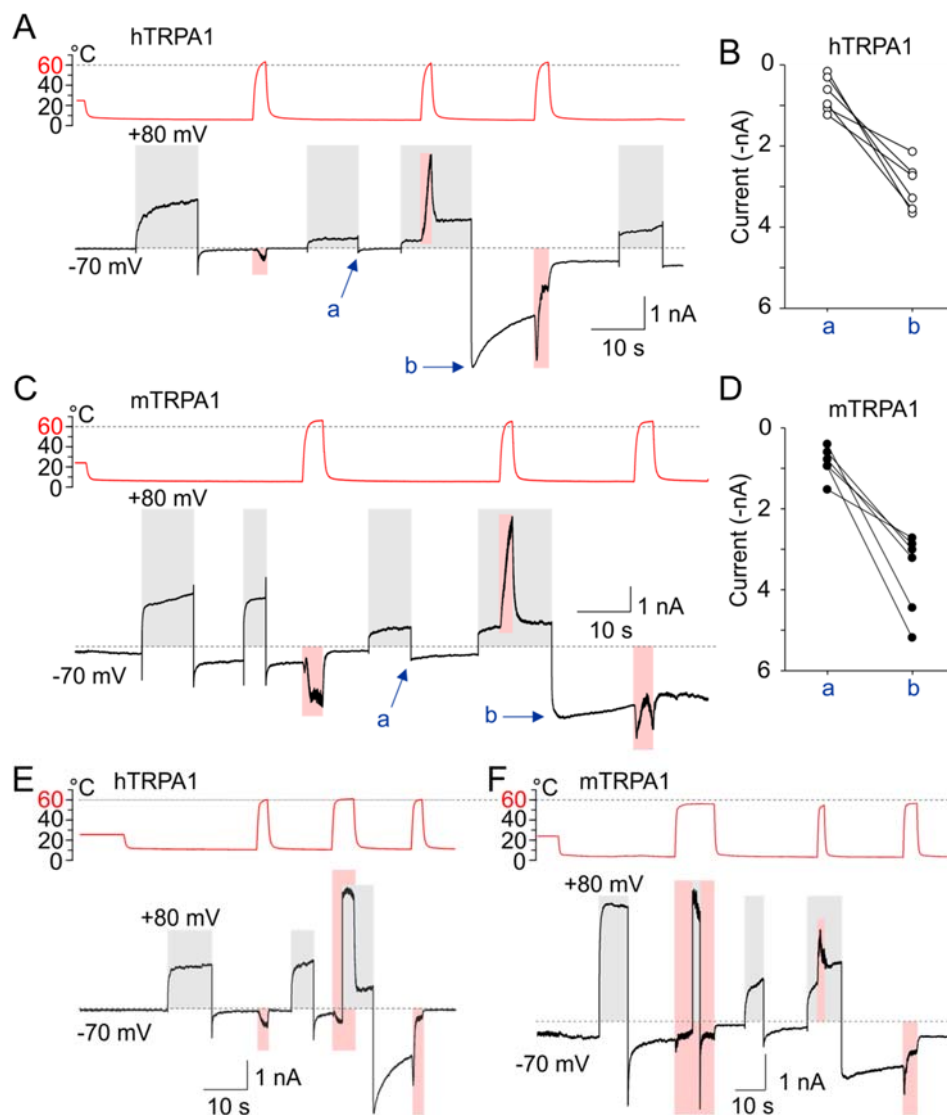 A
hTRPA1
°C
60
40
20
0
+80 mV
-70 mV
a
b
1 nA
10 s
B
hTRPA1
0
2
4
6
Current (-nA)
a
b
C
mTRPA1
°C
60
40
20
0
+80 mV
-70 mV
a
b
1 nA
10 s
D
mTRPA1
0
2
4
6
Current (-nA)
a
b
E
hTRPA1
°C
60
40
20
0
+80 mV
-70 mV
1 nA
10 s
F
mTRPA1
°C
60
40
20
0
+80 mV
-70 mV
1 nA
10 s